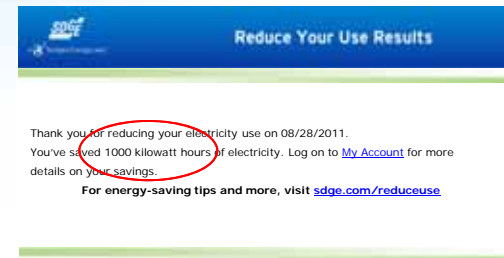 SDGE
Reduce Your Use Results
Thank you for reducing your electricity use on 08/28/2011.
You've saved 1000 kilowatt hours of electricity. Log on to My Account for more
details on your savings.
For energy-saving tips and more, visit sdge.com/reduceuse